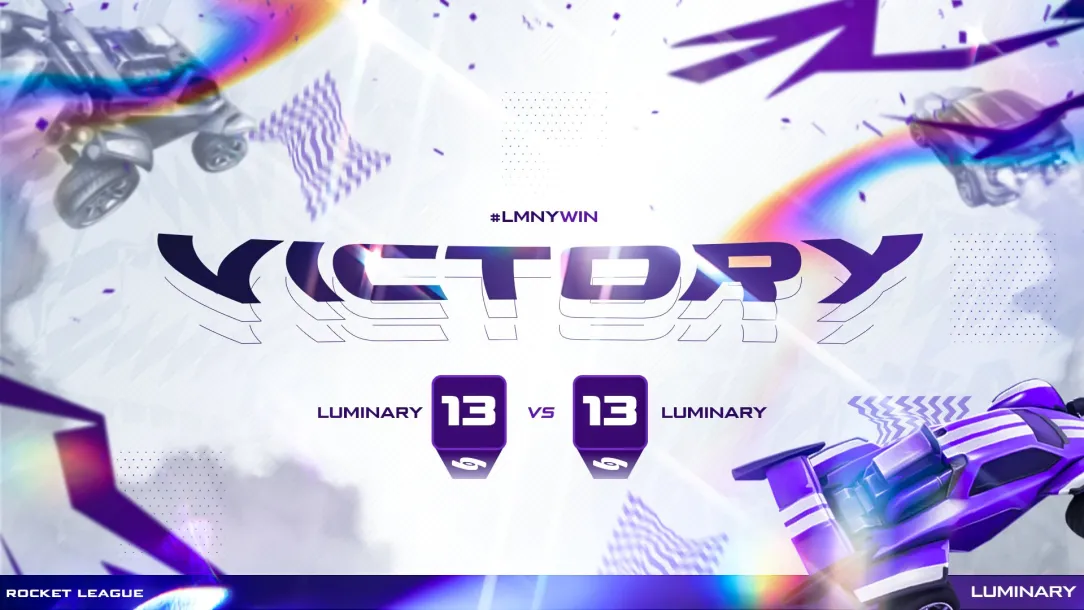 #LMNYWIN
VICTORY
LUMINARY 13 VS 13 LUMINARY
ROCKET LEAGUE
LUMINARY